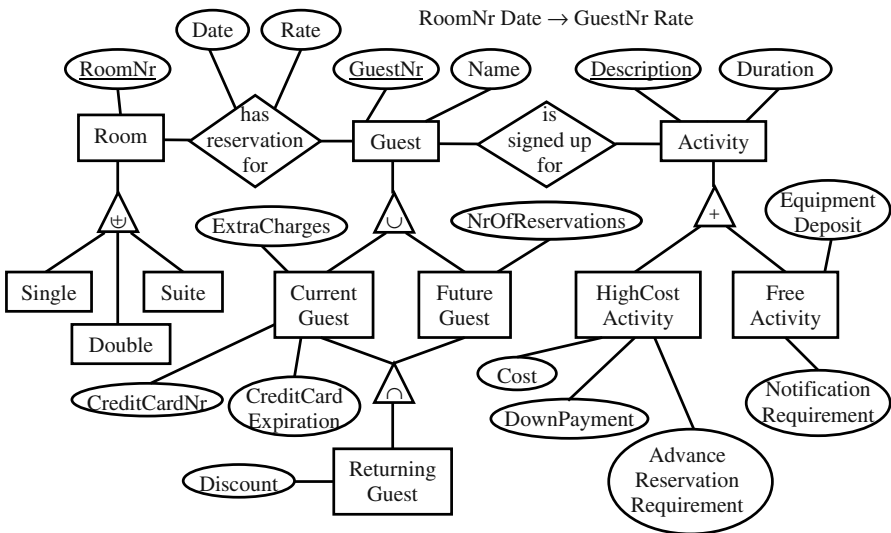 RoomNr Date → GuestNr Rate
Date
Rate
RoomNr
GuestNr
Name
Description
Duration
has
reservation
for
is
signed up
for
Room
Guest
Activity
ExtraCharges
NrOfReservations
Equipment
Deposit
∪+
∪
+
Single
Suite
Double
Current
Guest
Future
Guest
HighCost
Activity
Free
Activity
CreditCardNr
CreditCard
Expiration
∩
Cost
DownPayment
Notification
Requirement
Discount
Returning
Guest
Advance
Reservation
Requirement